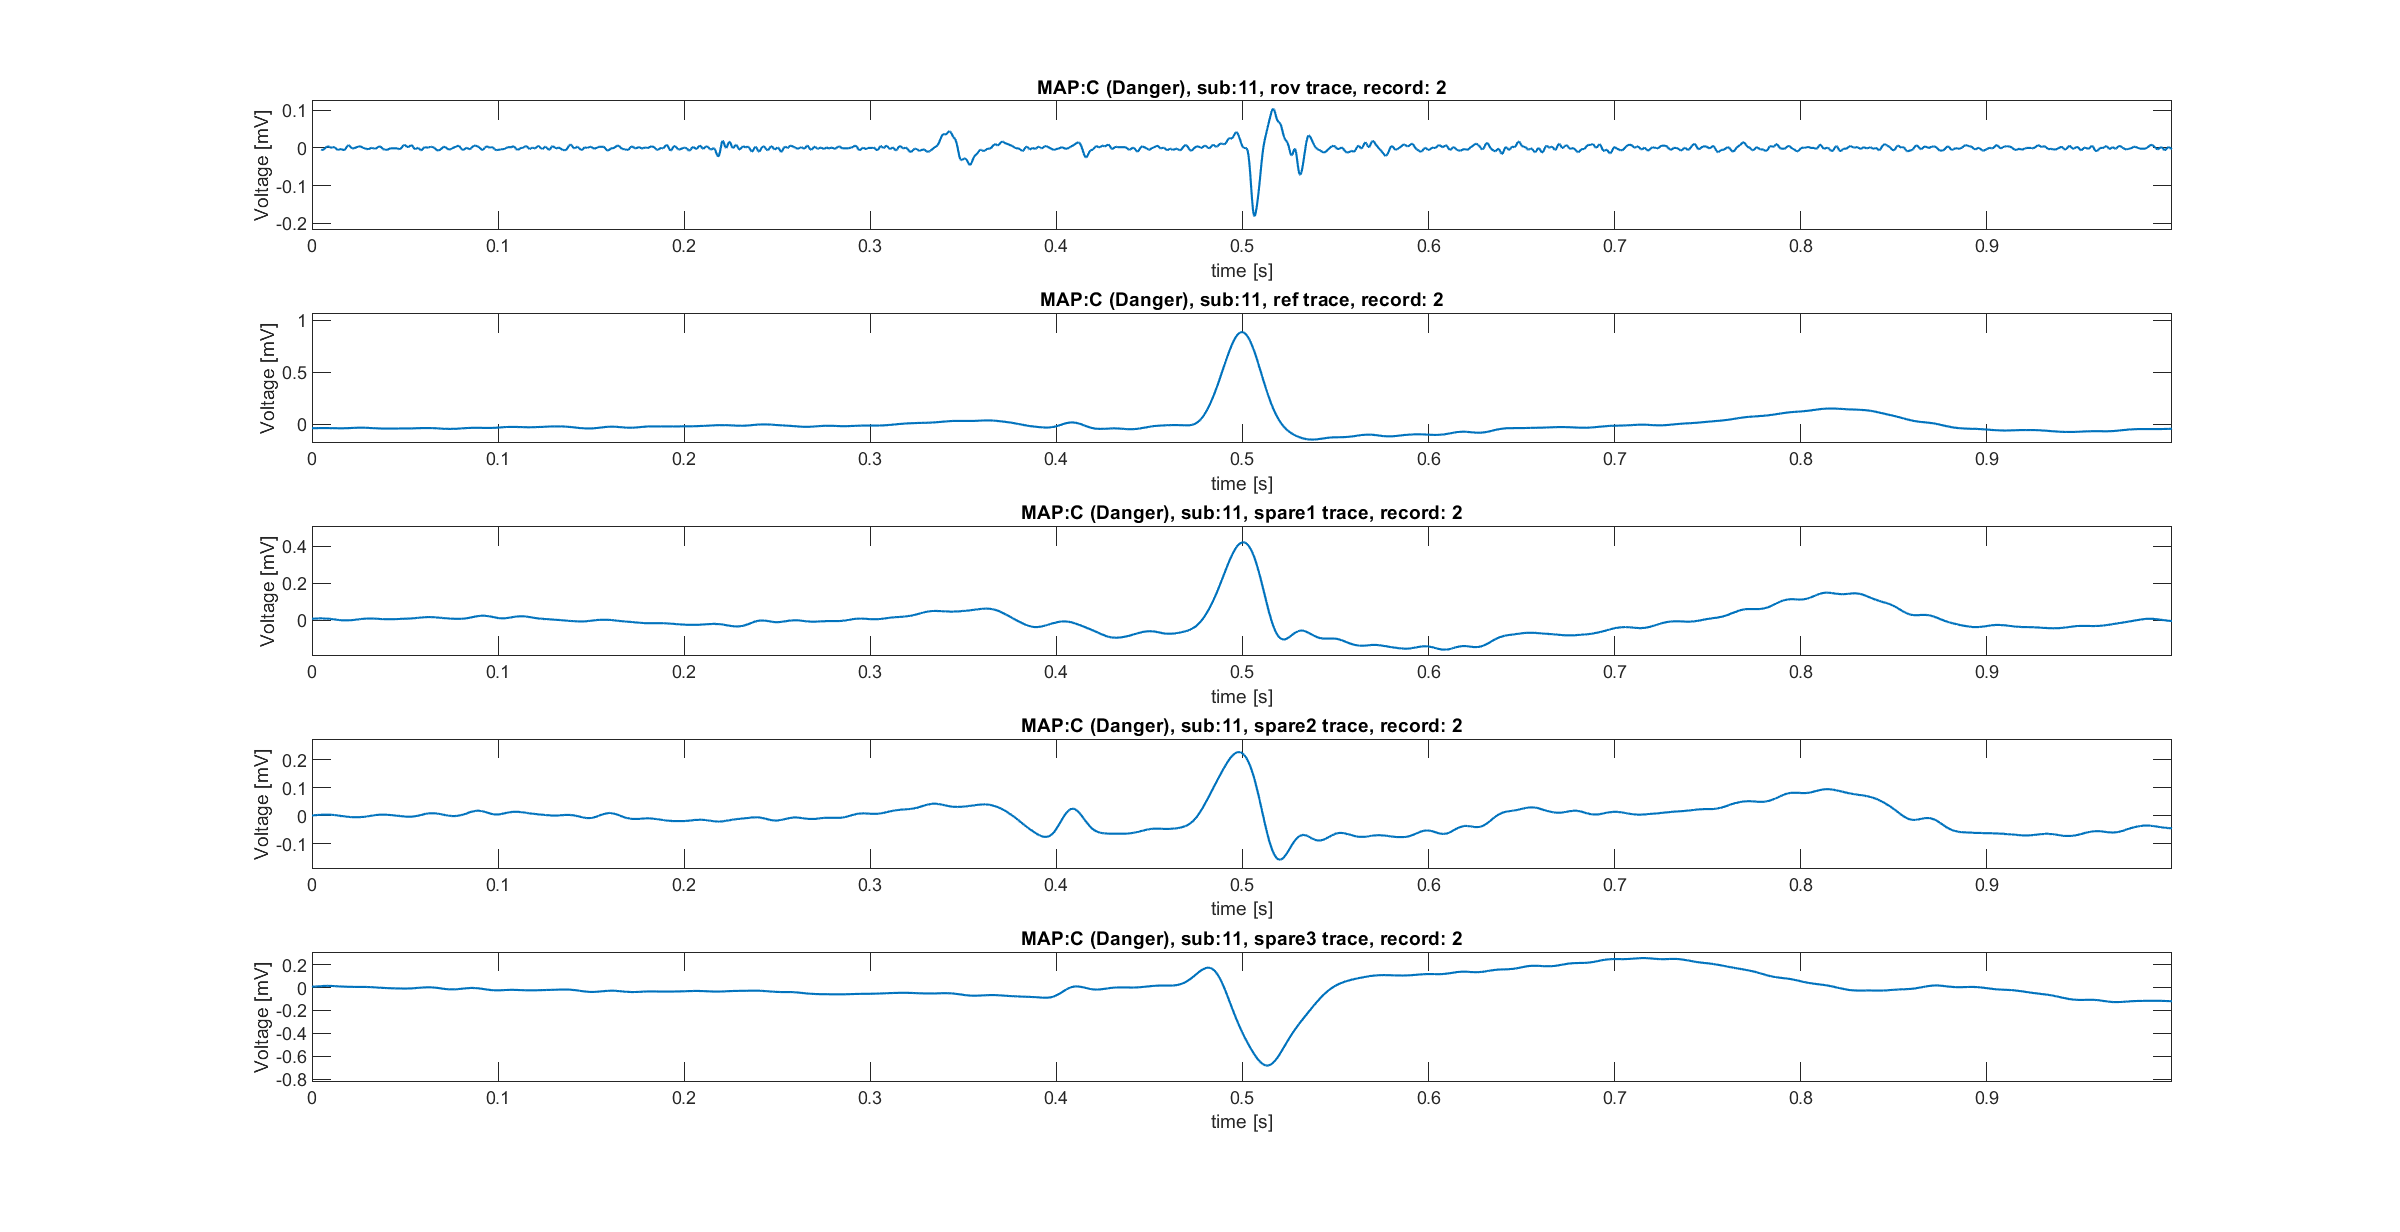 MAP:C (Danger), sub:11, rov trace, record: 2
Voltage [mV]
0.1
0
-0.1
-0.2
0 0.1 0.2 0.3 0.4 0.5 0.6 0.7 0.8 0.9
time [s]
MAP:C (Danger), sub:11, ref trace, record: 2
Voltage [mV]
1
0.5
0
0 0.1 0.2 0.3 0.4 0.5 0.6 0.7 0.8 0.9
time [s]
MAP:C (Danger), sub:11, spare1 trace, record: 2
Voltage [mV]
0.4
0.2
0
0 0.1 0.2 0.3 0.4 0.5 0.6 0.7 0.8 0.9
time [s]
MAP:C (Danger), sub:11, spare2 trace, record: 2
Voltage [mV]
0.2
0.1
0
-0.1
0 0.1 0.2 0.3 0.4 0.5 0.6 0.7 0.8 0.9
time [s]
MAP:C (Danger), sub:11, spare3 trace, record: 2
Voltage [mV]
0.2
0
-0.2
-0.4
-0.6
-0.8
0 0.1 0.2 0.3 0.4 0.5 0.6 0.7 0.8 0.9
time [s]